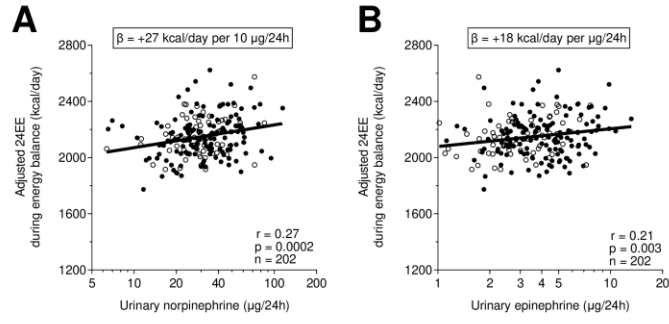 A
β = +27 kcal/day per 10 µg/24h
Adjusted 24EE
during energy balance (kcal/day)
2800
2400
2000
1600
1200
r = 0.27
p = 0.0002
n = 202
5 10 20 40 100 200
Urinary norpinephrine (µg/24h)
B
β = +18 kcal/day per µg/24h
Adjusted 24EE
during energy balance (kcal/day)
2800
2400
2000
1600
1200
r = 0.21
p = 0.003
n = 202
1 2 3 4 5 10 20
Urinary epinephrine (µg/24h)